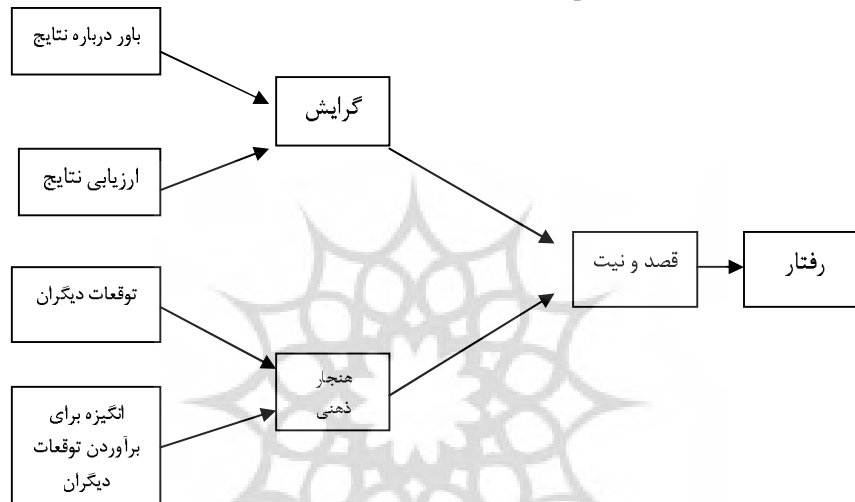 باور درباره نتایج
گرایش
ارزیابی نتایج
قصد و نیت
رفتار
توقعات دیگران
هنجار
ذهنی
انگیزه برای
برآوردن توقعات
دیگران